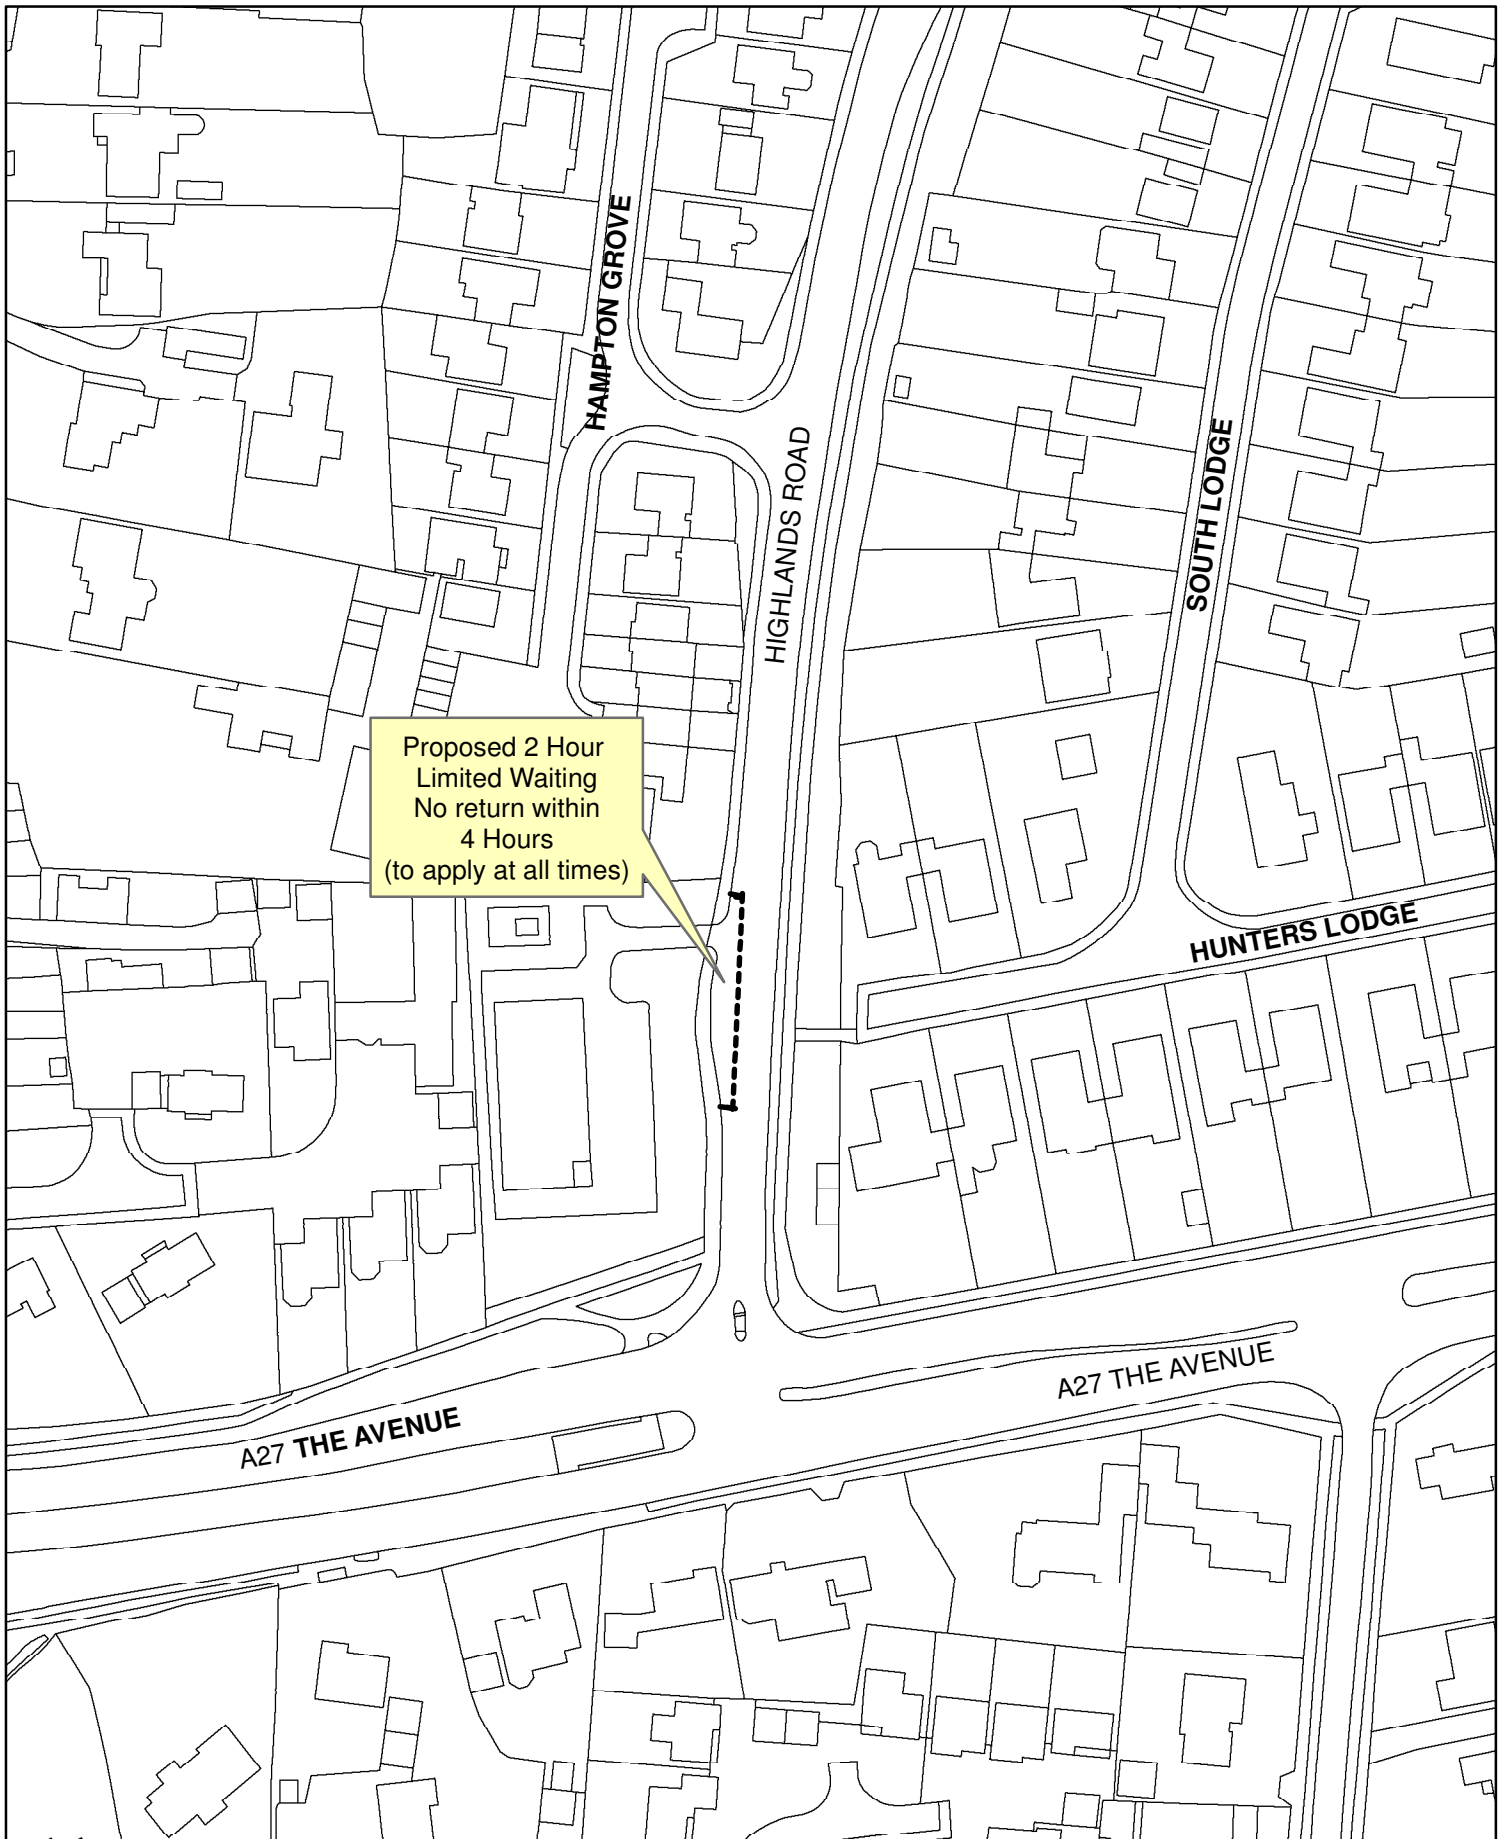 HAMPTON GROVE
HIGHLANDS ROAD
SOUTH LODGE
Proposed 2 Hour
Limited Waiting
No return within
4 Hours
(to apply at all times)
HUNTERS LODGE
A27 THE AVENUE
A27 THE AVENUE